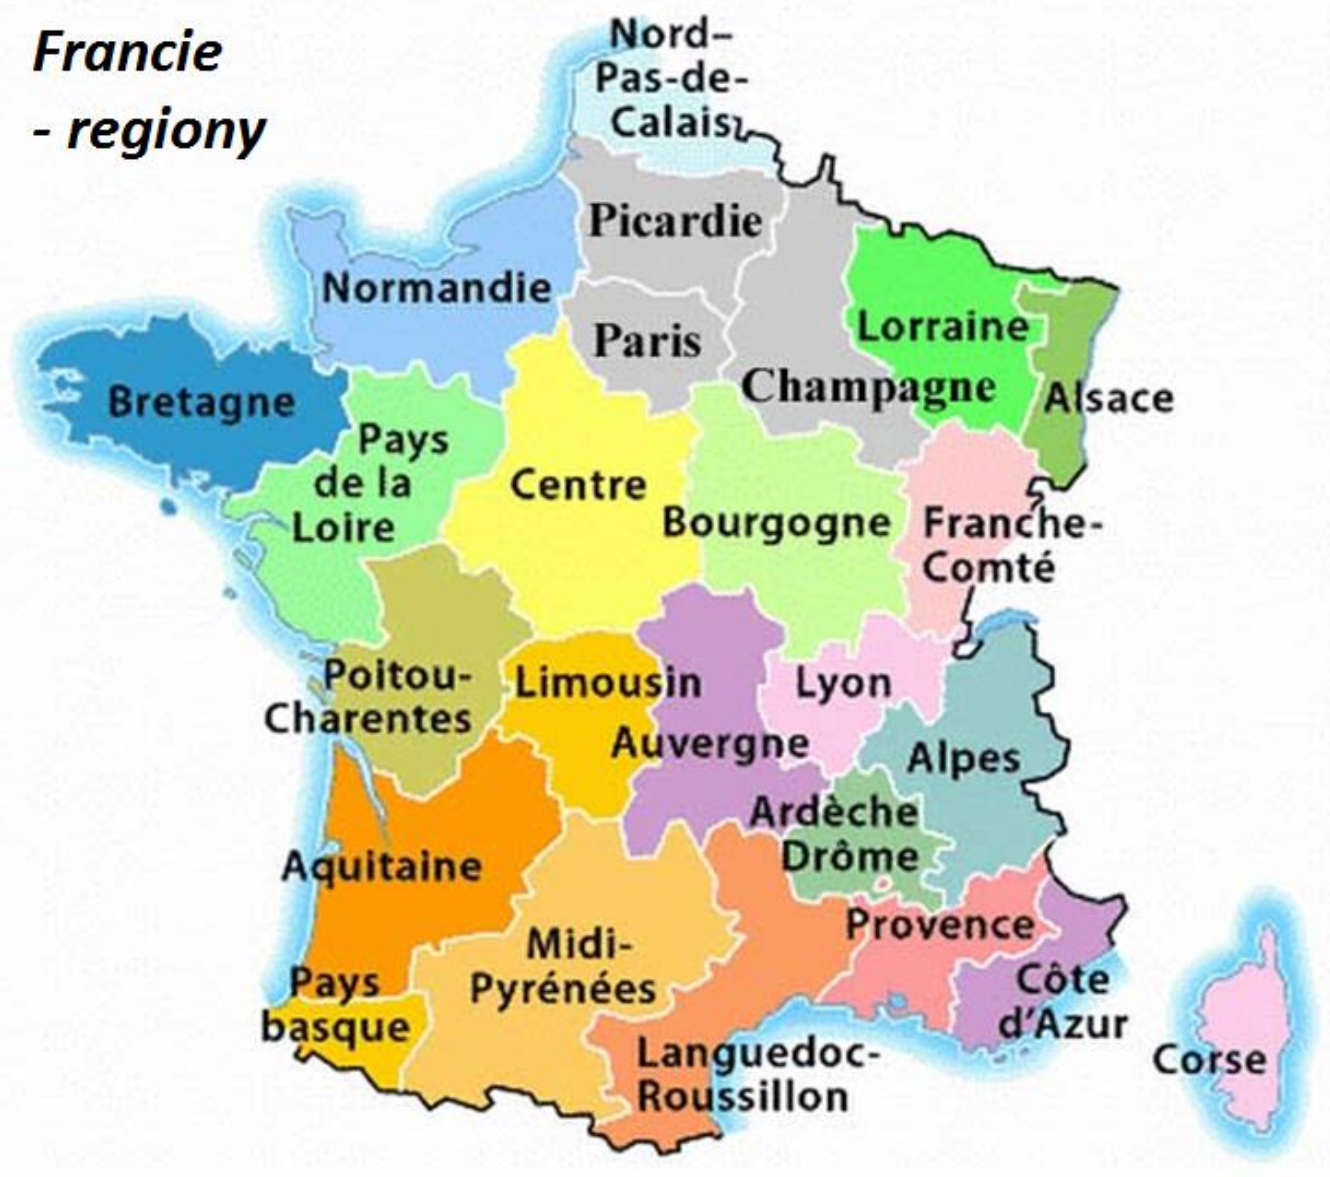 Francie
- regiony
Nord-
Pas-de-
Calais
Picardie
Normandie
Paris
Lorraine
Champagne
Alsace
Bretagne
Pays
de la
Loire
Centre
Bourgogne
Franche-
Comté
Poitou-
Charentes
Limousin
Lyon
Auvergne
Alpes
Ardèche
Drôme
Aquitaine
Provence
Midi-
Pyrénées
Pays
basque
Côte
d'Azur
Languedoc-
Roussillon
Corse